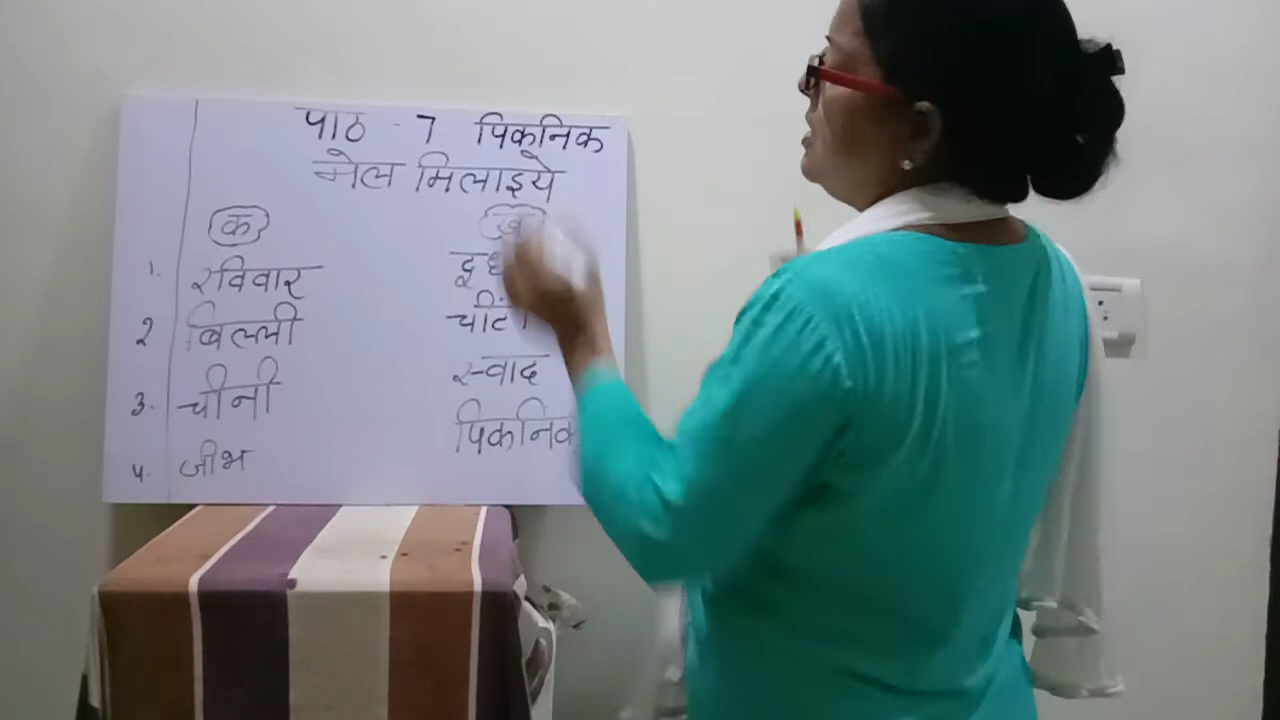 पाठ - 7 पिकनिक
मेल मिलाइये
क ख
1. रविवार
2 बिल्ली
3. चीनी स्वाद
4. जीभ पिकनिक